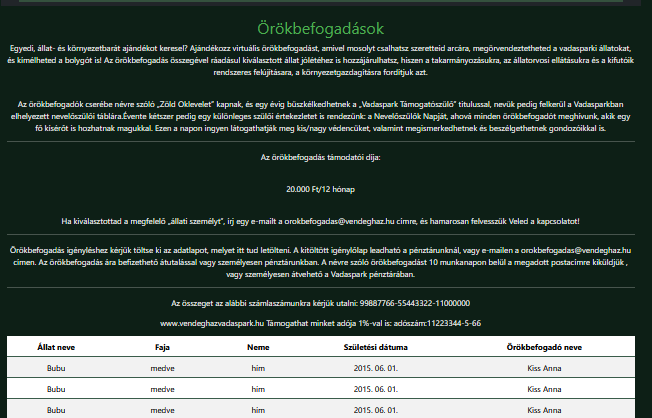 Örökbefogadások
Egyedi, állat- és környezetbarát ajándékot keresel? Ajándékozz virtuális örökbefogadást, amivel mosolyt csalhatsz szeretteid arcára, megörvendeztetheted a vadasparki állatokat,
és kímélheted a bolygót is! Az örökbefogadás összegével ráadásul kiválasztott állat jólétéhez is hozzájárulhatsz, hiszen a takarmányozásukra, az állatorvosi ellátásukra és a kifutóik
rendszeres felújítására, a környezetgazdagításra fordítjuk azt.
Az örökbefogadók cserébe névre szóló „Zöld Oklevelet” kapnak, és egy évig büszkélkedhetnek a „Vadaspark Támogatószülő” titulussal, nevük pedig felkerül a Vadasparkban
elhelyezett nevelőszülői táblára.Évente kétszer pedig egy különleges szülői értekezletet is rendezünk: a Nevelőszülők Napját, ahová minden örökbefogadót meghívunk, akik egy
fő kísérőt is hozhatnak magukkal. Ezen a napon ingyen látogathatják meg kis/nagy védencüket, valamint megismerkedhetnek és beszélgethetnek gondozóikkal is.
Az örökbefogadás támodatói díja:
20.000 Ft/12 hónap
Ha kiválasztottad a megfelelő „állati személyt”, írj egy e-mailt a orokbefogadas@vendeghaz.hu címre, és hamarosan felvesszük Veled a kapcsolatot!
Örökbefogadás igényléshez kérjük töltse ki az adatlapot, melyet itt tud letölteni. A kitöltött igénylőlap leadható a pénztárunknál, vagy e-mailen a orokbefogadas@vendeghaz.hu
címen. Az örökbefogadás ára befizethető átutalással vagy személyesen pénztárunkban. A névre szóló örökbefogadást 10 munkanapon belül a megadott postacímre kiküldjük ,
vagy személyesen átvehető a Vadaspark pénztárában.
Az összeget az alábbi számlaszámunkra kérjük utalni: 99887766-55443322-11000000
www.vendeghazvadaspark.hu Támogathat minket adója 1%-val is: adószám:11223344-5-66
Állat neve Faja Neme Születési dátuma Örökbefogadó neve
Bubu medve hím 2015. 06. 01. Kiss Anna
Bubu medve hím 2015. 06. 01. Kiss Anna
Bubu medve hím 2015. 06. 01. Kiss Anna